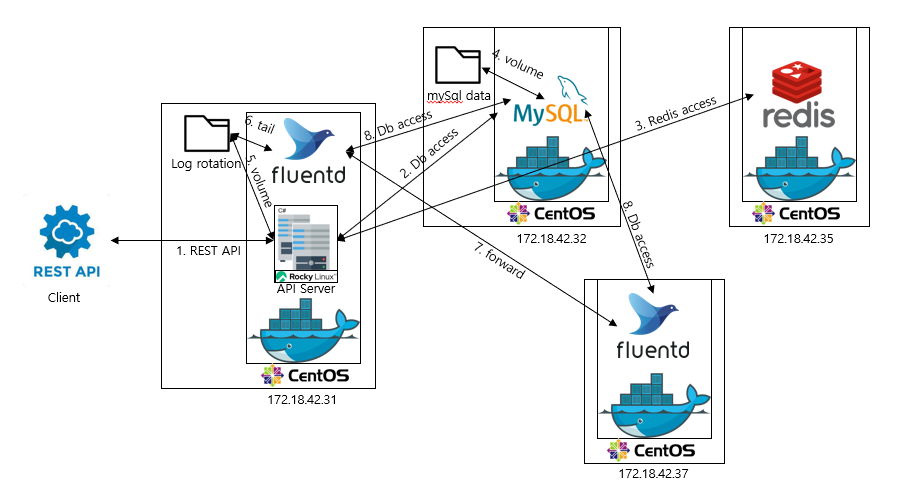 REST API
Client
1. REST API
Log rotation
6. tail
5. volume
fluentd
C#
Rocky Linux™
API Server
CentOS
172.18.42.31
8. Db access
2. Db access
3. Redis access
7. forward
mySql data
4. volume
MySQL
CentOS
172.18.42.32
8. Db access
redis
CentOS
172.18.42.35
fluentd
CentOS
172.18.42.37